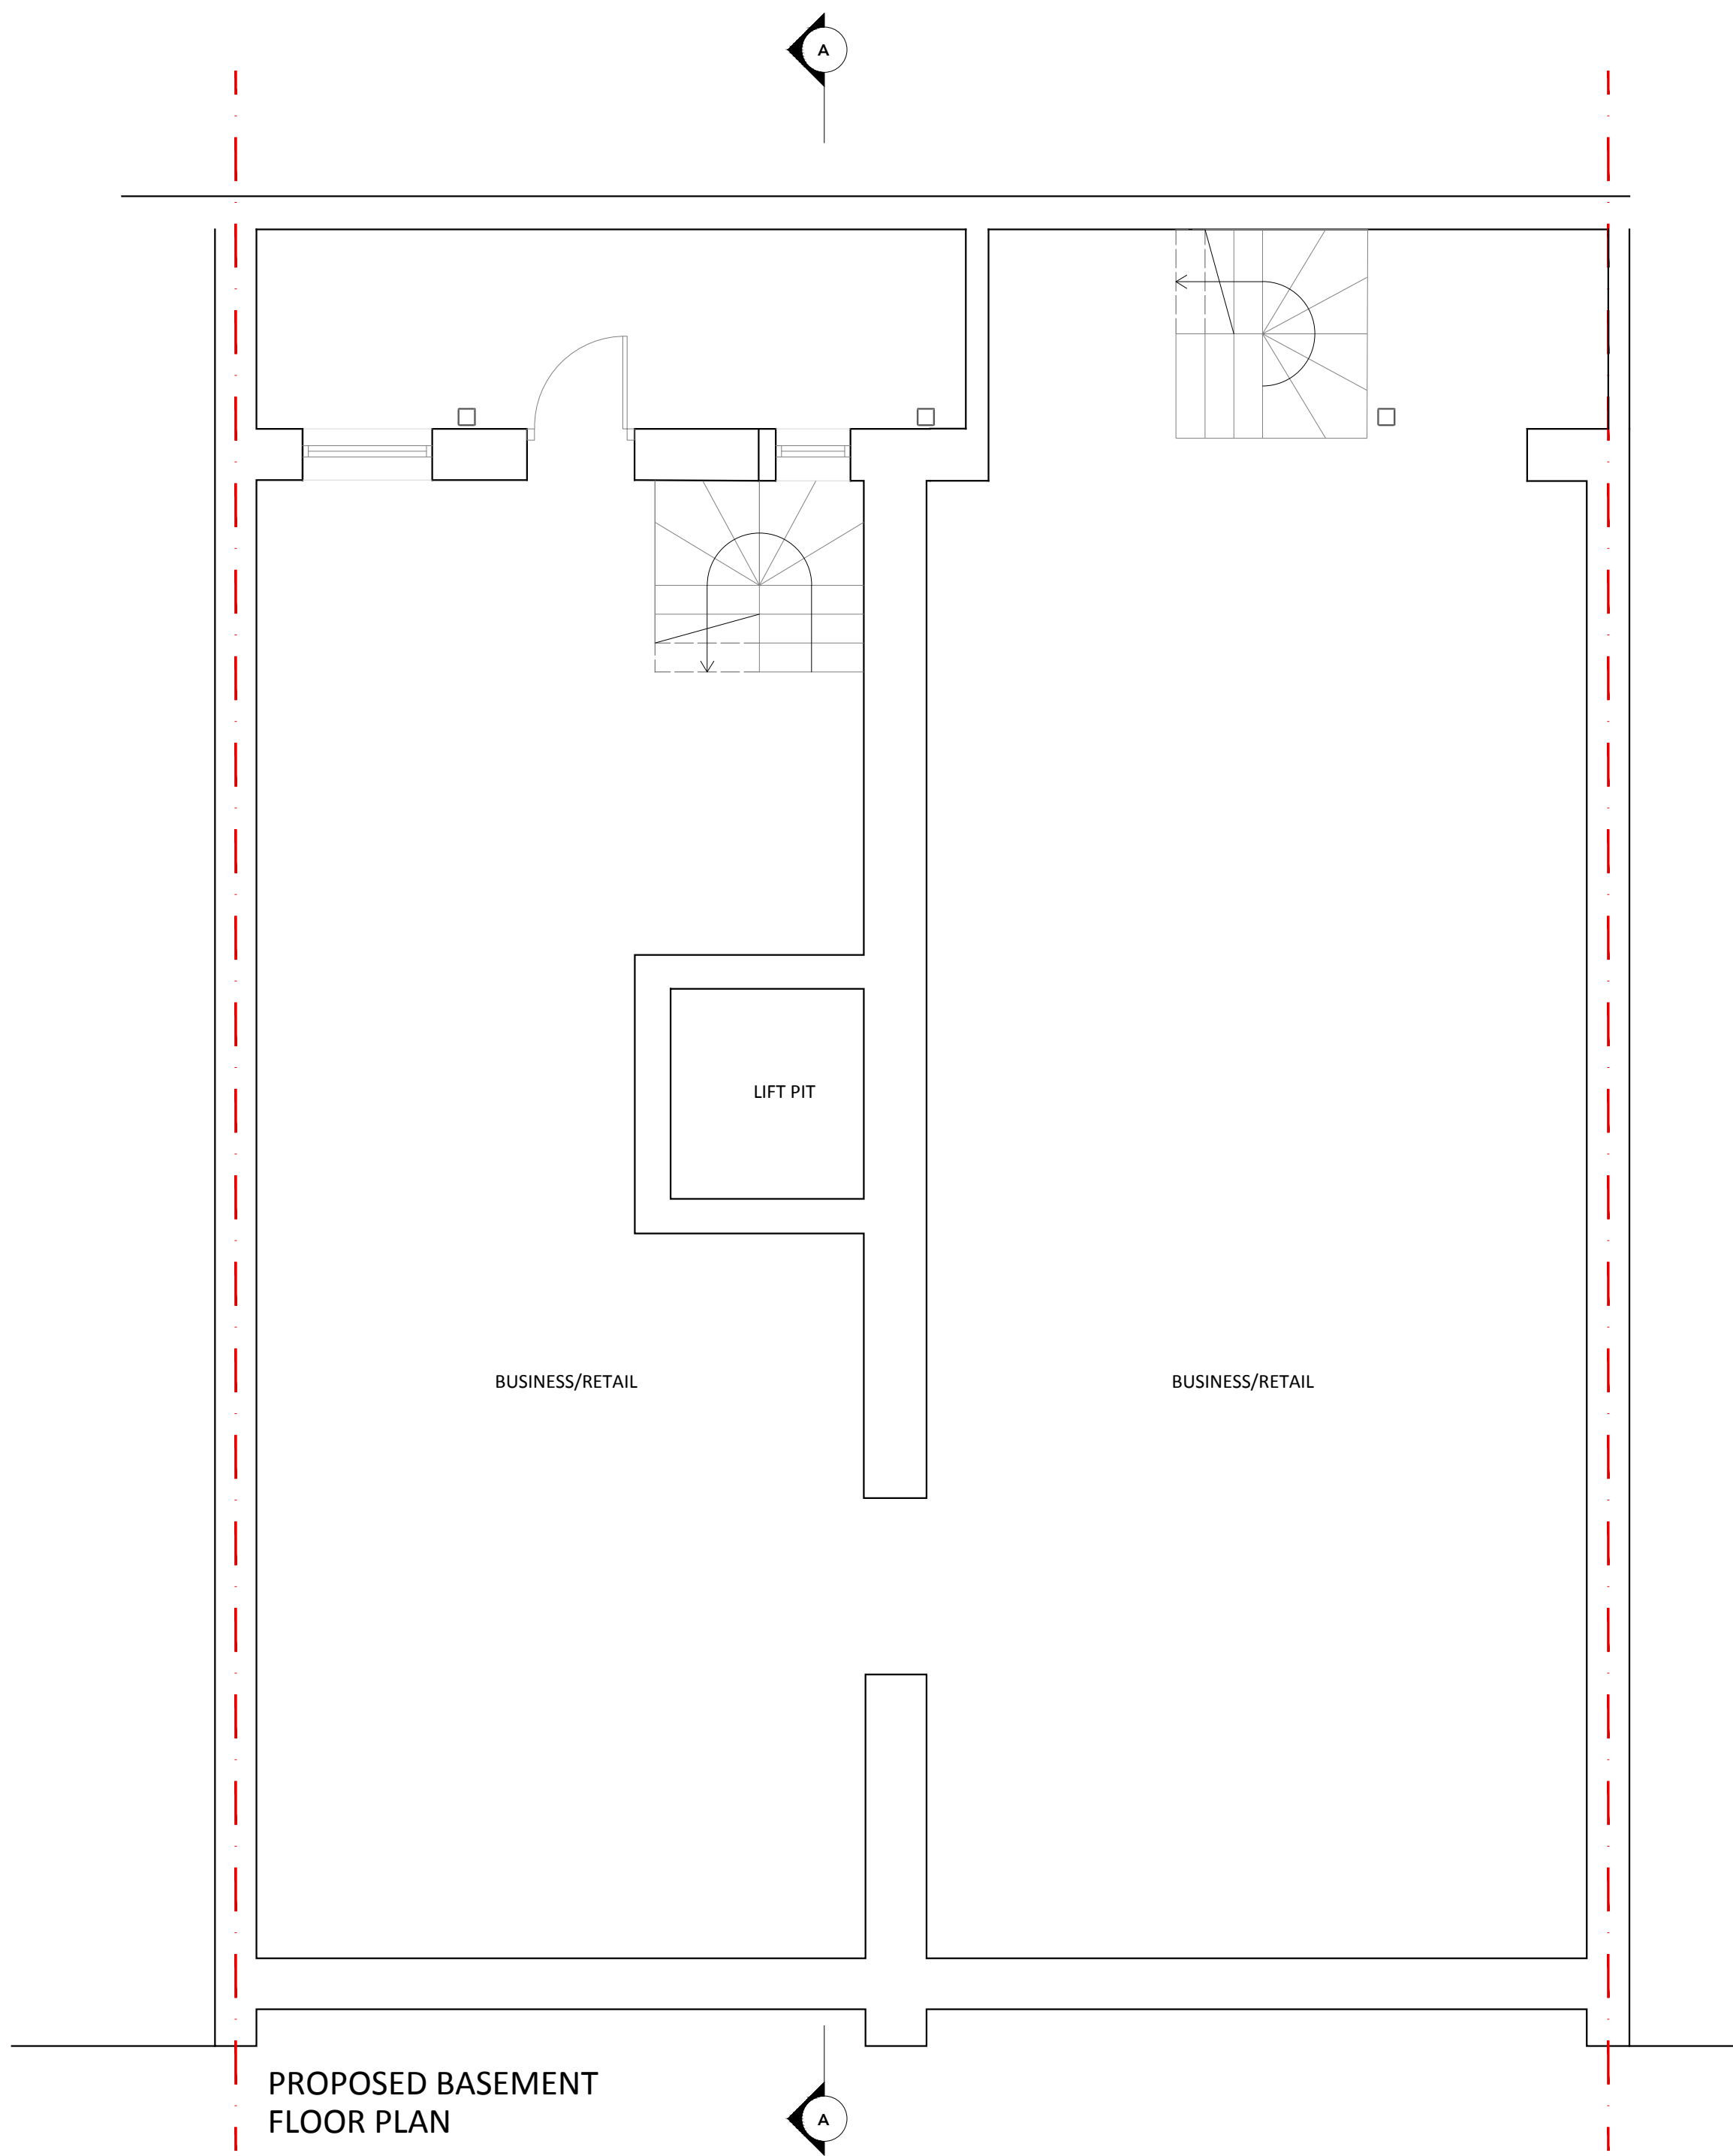 A
LIFT PIT
BUSINESS/RETAIL
BUSINESS/RETAIL
PROPOSED BASEMENT
FLOOR PLAN
A